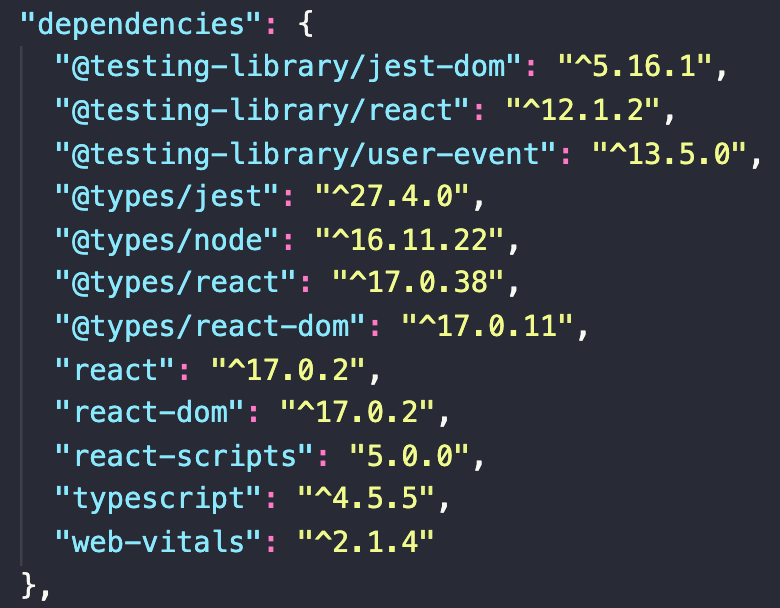 "dependencies": {
"@testing-library/jest-dom": "^5.16.1",
"@testing-library/react": "^12.1.2",
"@testing-library/user-event": "^13.5.0",
"@types/jest": "^27.4.0",
"@types/node": "^16.11.22",
"@types/react": "^17.0.38",
"@types/react-dom": "^17.0.11",
"react": "^17.0.2",
"react-dom": "^17.0.2",
"react-scripts": "5.0.0",
"typescript": "^4.5.5",
"web-vitals": "^2.1.4"
},